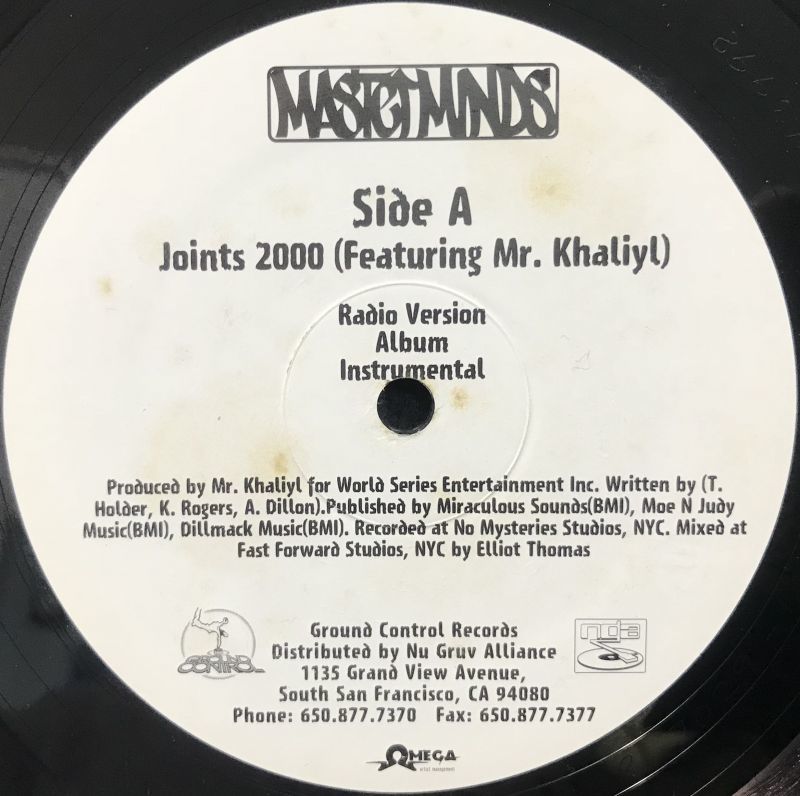 MASTERMINDS
Side A
Joints 2000 (Featuring Mr. Khaliyl)
Radio Version
Album
Instrumental
Produced by Mr. Khaliyl for World Series Entertainment Inc. Written by (T.
Holder, K. Rogers, A. Dillon).Published by Miraculous Sounds(BMI), Moe N Judy
Music(BMI), Dillmack Music(BMI). Recorded at No Mysteries Studios, NYC. Mixed at
Fast Forward Studios, NYC by Elliot Thomas
GROUND CONTROL
nga
Ground Control Records
Distributed by Nu Gruv Alliance
1135 Grand View Avenue,
South San Francisco, CA 94080
Phone: 650.877.7370 Fax: 650.877.7377
OMEGA
artist management